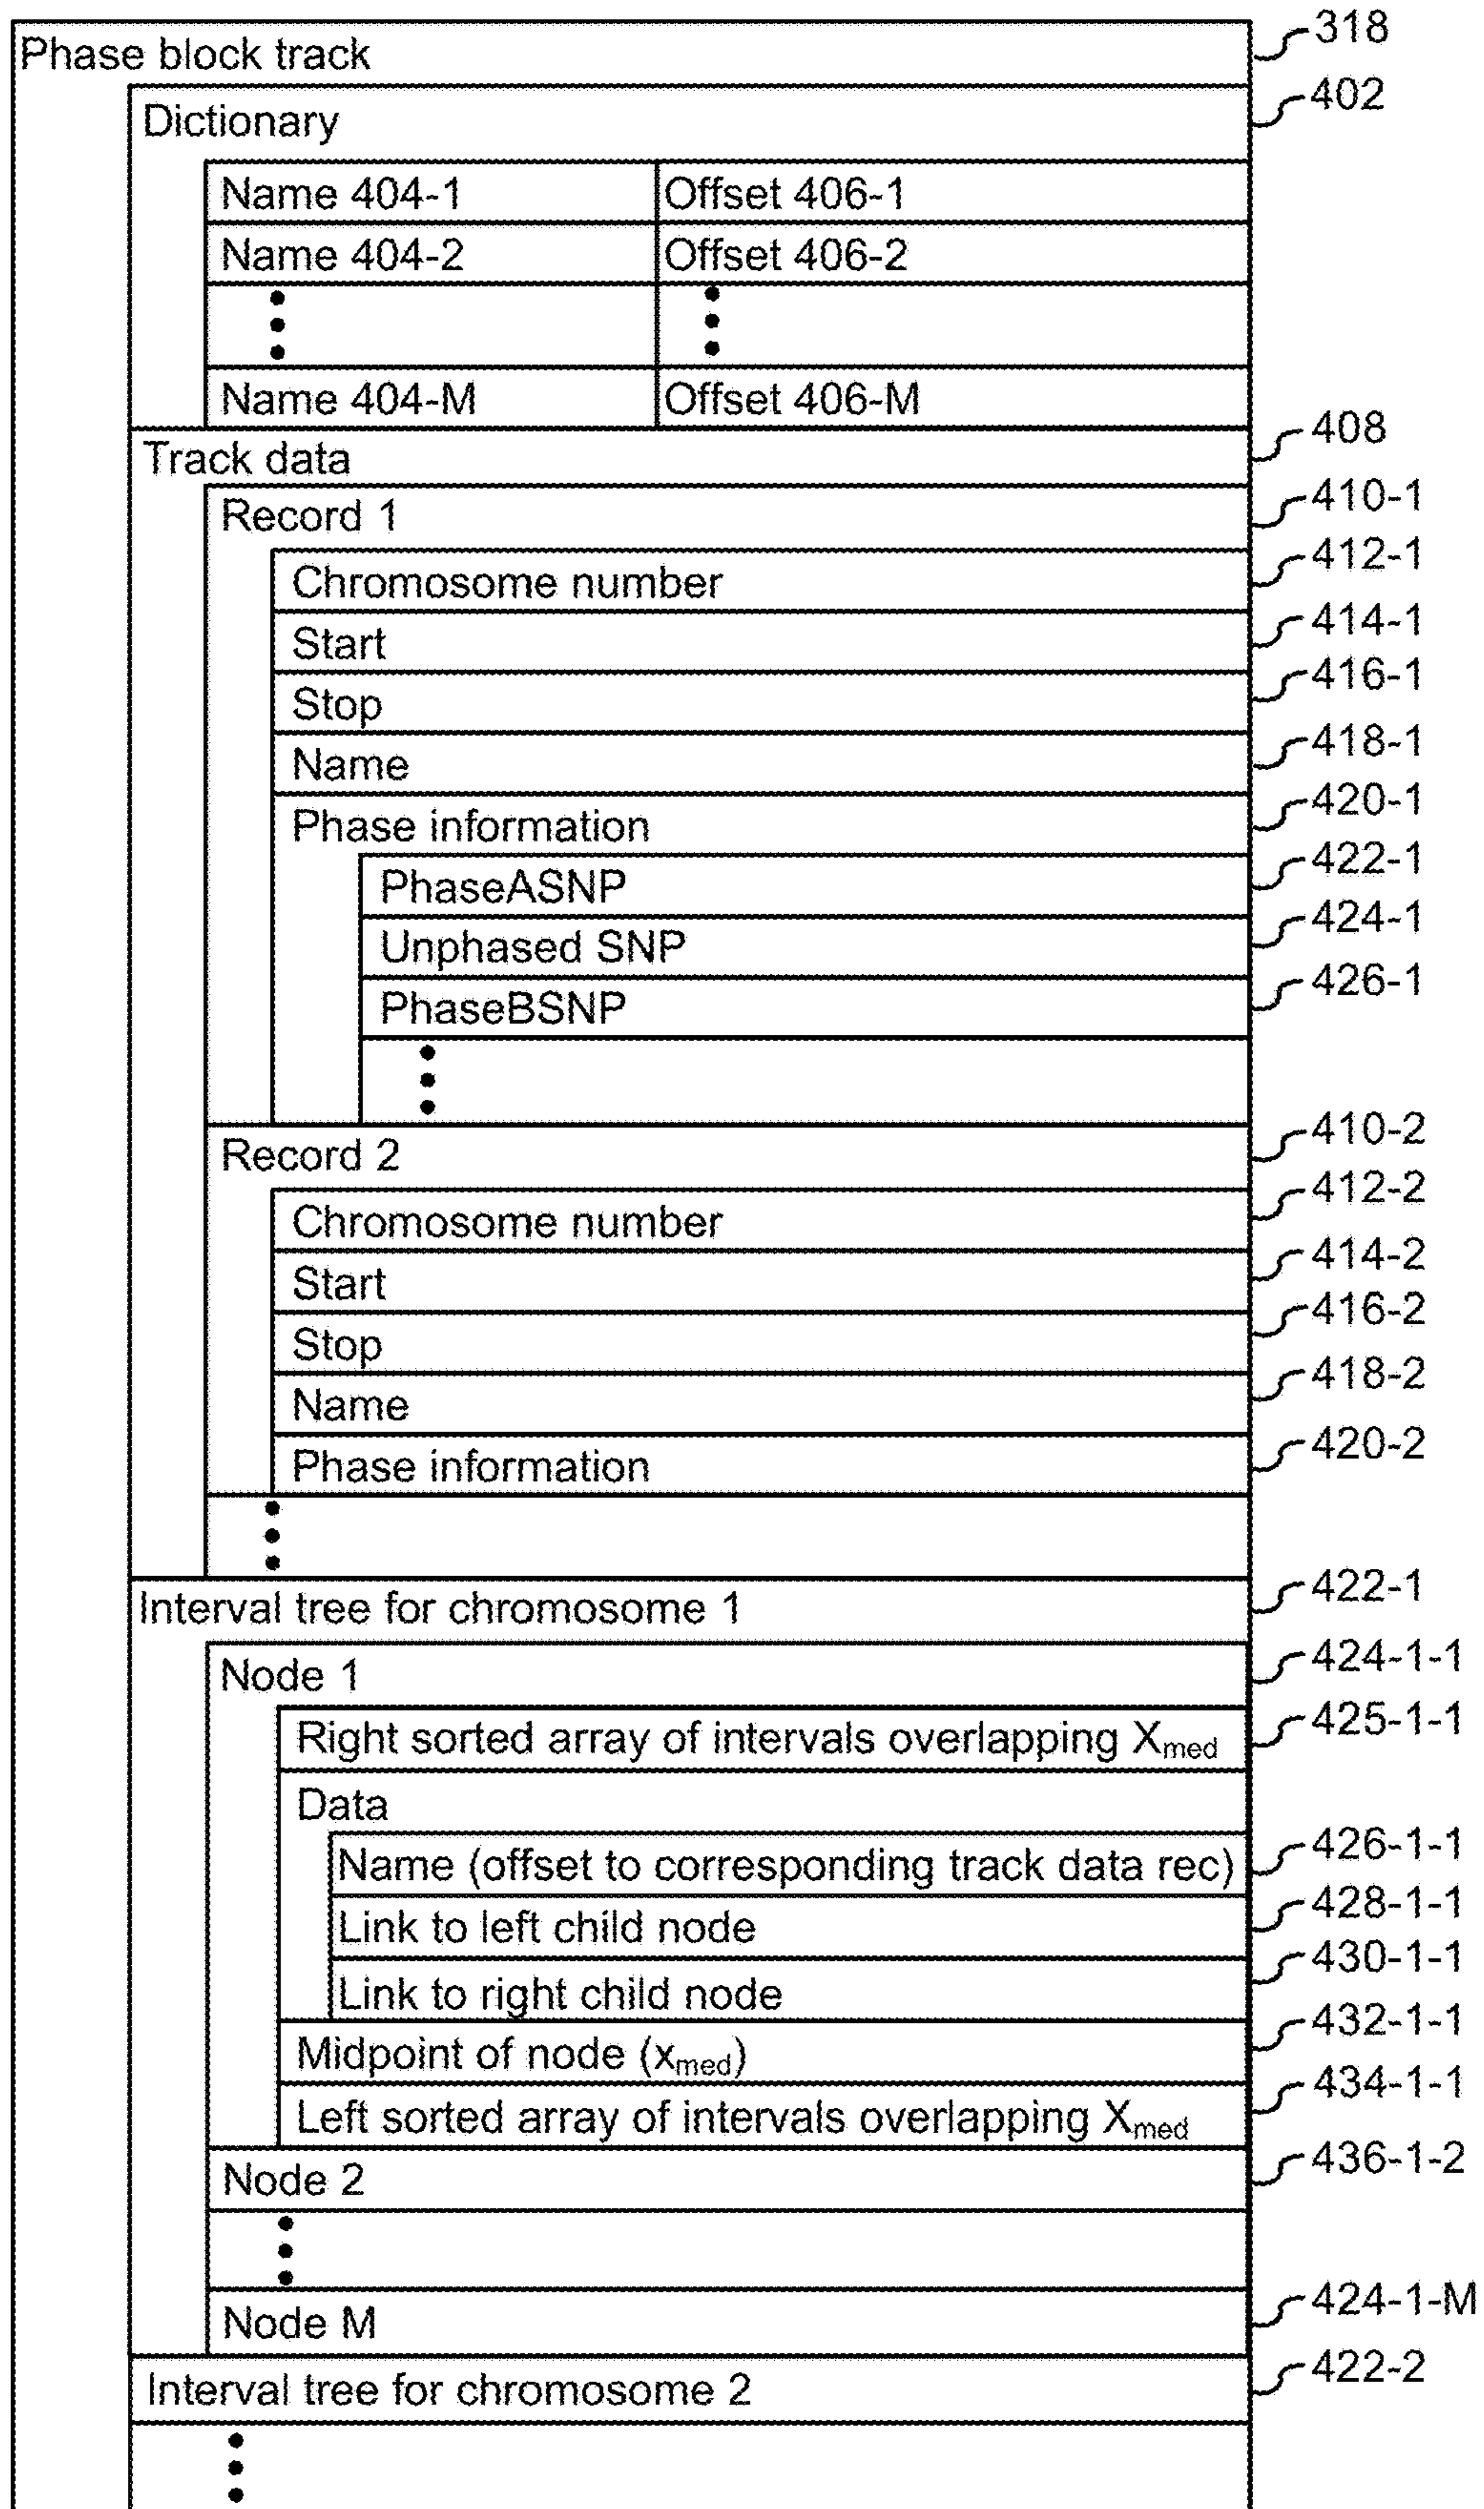 Phase block track 318
Dictionary 402
Name 404-1 Offset 406-1
Name 404-2 Offset 406-2
Name 404-M Offset 406-M
Track data 408
Record 1 410-1
Chromosome number 412-1
Start 414-1
Stop 416-1
Name 418-1
Phase information 420-1
PhaseASNP 422-1
Unphased SNP 424-1
PhaseBSNP 426-1
Record 2 410-2
Chromosome number 412-2
Start 414-2
Stop 416-2
Name 418-2
Phase information 420-2
Interval tree for chromosome 1 422-1
Node 1 424-1-1
Right sorted array of intervals overlapping Xmed 425-1-1
Data
Name (offset to corresponding track data rec) 426-1-1
Link to left child node 428-1-1
Link to right child node 430-1-1
Midpoint of node (xmed) 432-1-1
Left sorted array of intervals overlapping Xmed 434-1-1
Node 2 436-1-2
Node M 424-1-M
Interval tree for chromosome 2 422-2